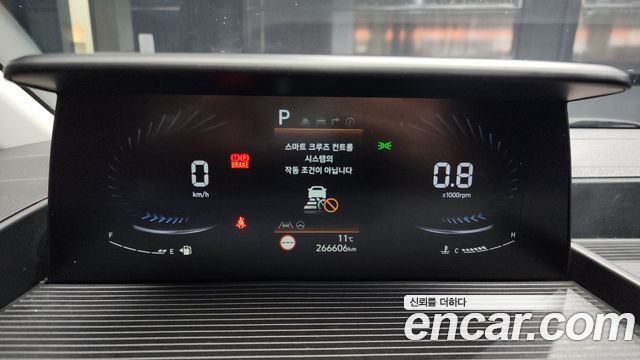 P
스마트 크루즈 컨트롤
시스템의
작동 조건이 아닙니다
0
km/h
BRAKE
0.8
x1000rpm
F
E
11℃
266606km
C
H
신뢰를 더하다
encar.com